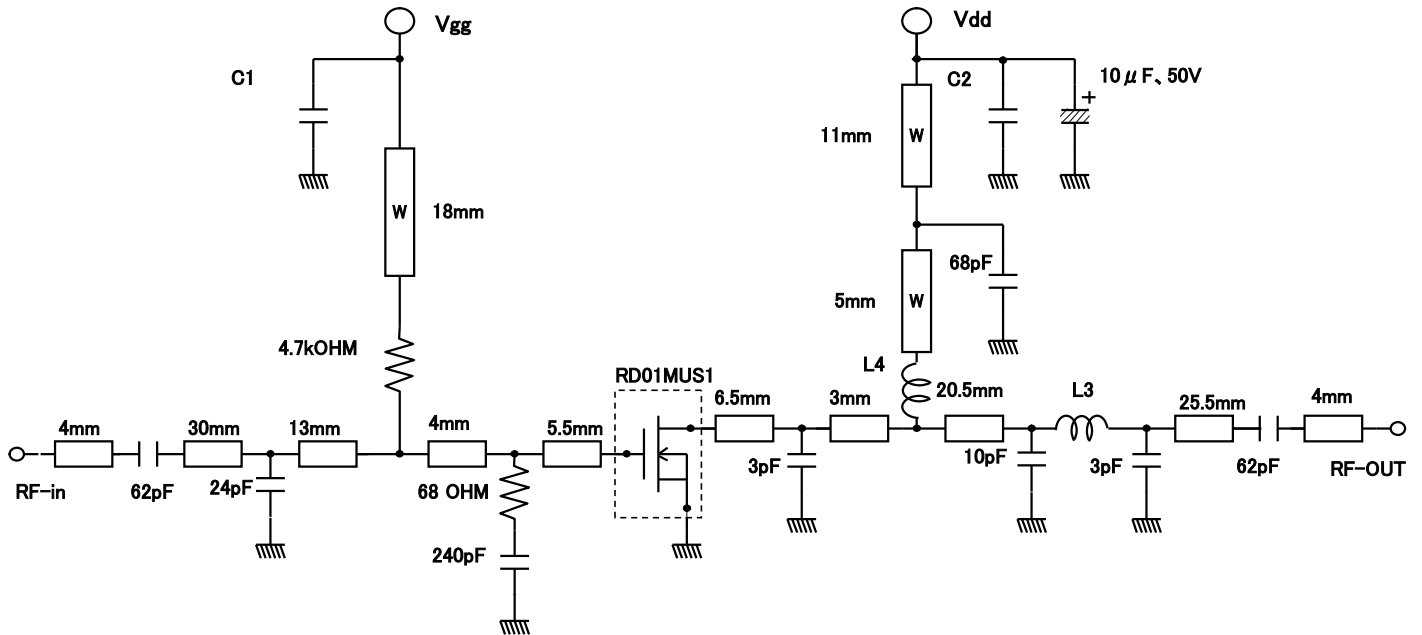 Vgg
Vdd
C1
C2
10μF、50V
11mm
W
W
18mm
68pF
5mm
W
4.7kOHM
L4
RD01MUS1
6.5mm
3mm
20.5mm
L3
25.5mm
4mm
4mm
30mm
13mm
4mm
5.5mm
3pF
10pF
3pF
62pF
RF-OUT
RF-in
62pF
24pF
68 OHM
240pF